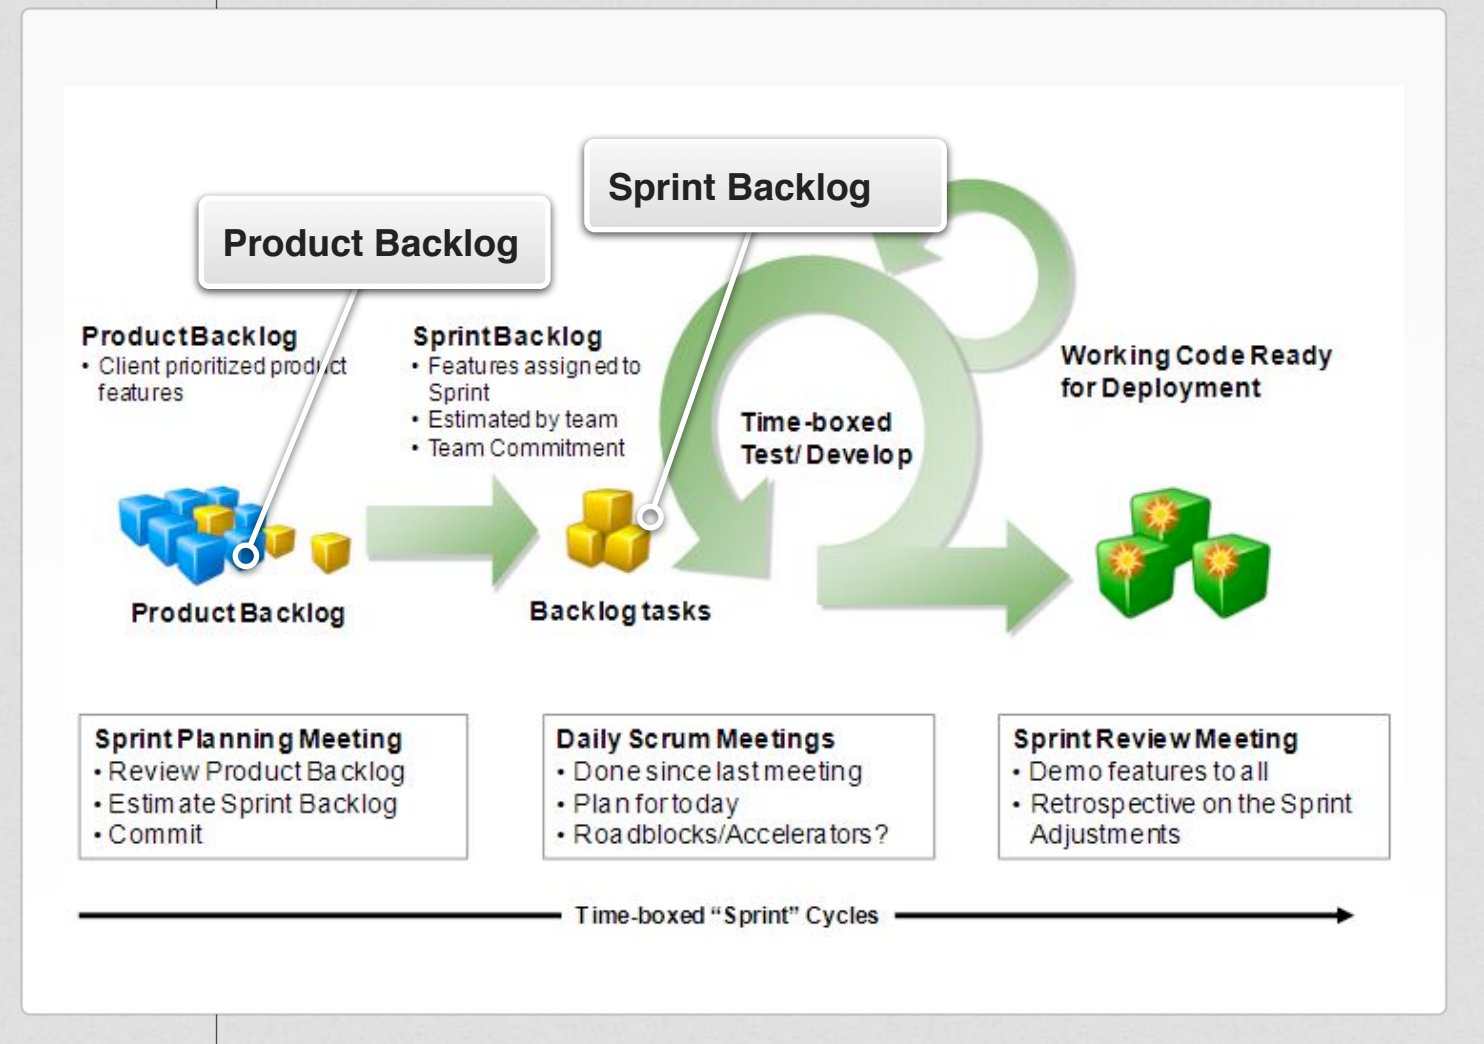 Sprint Backlog
Product Backlog
Product Backlog
• Client prioritized product
features
Sprint Backlog
• Features assigned to
Sprint
• Estimated by team
• Team Commitment
Time-boxed
Test/ Develop
Working Code Ready
for Deployment
Product Backlog
Backlog tasks
Sprint Planning Meeting
• Review Product Backlog
• Estimate Sprint Backlog
• Commit
Daily Scrum Meetings
• Done since last meeting
• Plan for today
• Roadblocks/Accelerators?
Sprint Review Meeting
• Demo features to all
• Retrospective on the Sprint
Adjustments
Time-boxed “Sprint” Cycles